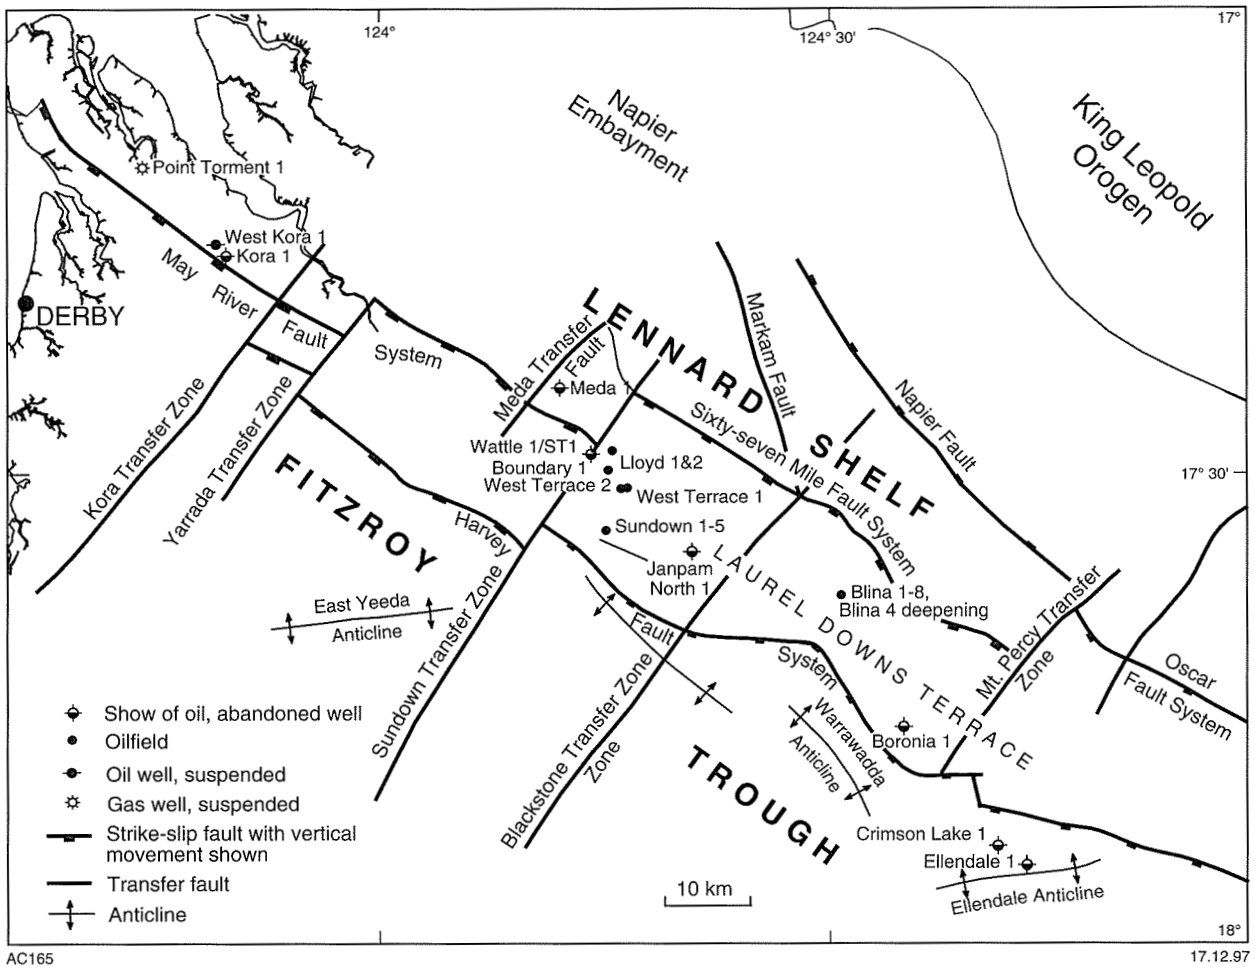 124°
124° 30'
17°
Napier
Embayment
King Leopold
Orogen
Point Torment 1
West Kora 1
Kora 1
May River Fault System
DERBY
LENNARD SHELF
Markam Fault
Napier Fault
Meda Transfer
Fault
Meda 1
Sixty-seven Mile Fault System
Kora Transfer Zone
Yarrada Transfer Zone
Wattle 1/ST1
Boundary 1
Lloyd 1&2
West Terrace 2
West Terrace 1
17° 30'
FITZROY TROUGH
Harvey Fault System
Sundown 1-5
Janpam
North 1
LAUREL DOWNS TERRACE
Blina 1-8,
Blina 4 deepening
Mt. Percy Transfer
Zone
East Yeeda
Anticline
Sundown Transfer Zone
Oscar
Fault System
Blackstone Transfer Zone
Zone
Warrawadda
Anticline
Boronia 1
Crimson Lake 1
Ellendale 1
Ellendale Anticline
Show of oil, abandoned well
Oilfield
Oil well, suspended
Gas well, suspended
Strike-slip fault with vertical
movement shown
Transfer fault
Anticline
10 km
18°
AC165
17.12.97